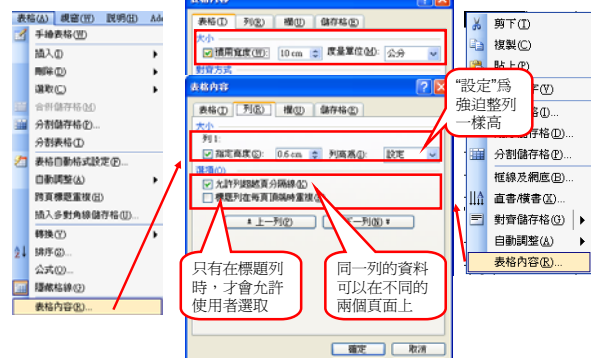 表格(A) 視窗(W) 說明(H) Ad
手繪表格(W)
插入(I)
刪除(D)
選取(C)
合併儲存格(M)
分割儲存格(P)...
分割表格(T)
表格自動格式設定(F)...
自動調整(A)
跨頁標題重複(H)
插入多對角線儲存格(U)...
轉換(V)
排序(S)...
公式(O)...
隱藏格線(G)
表格內容(R)...
表格內容
表格(T) 列(R) 欄(U) 儲存格(E)
大小
慣用寬度(W): 10 cm 度量單位(M): 公分
對齊方式
表格內容
表格(T) 列(R) 欄(U) 儲存格(E)
大小
列 1:
指定高度(S): 0.6 cm 列高為(I): 設定
選項(O)
允許列超越頁分隔線(K)
標題列在每頁頂端時重複
上一列(P) 下一列(N)
確定 取消
“設定”為
強迫整列
一樣高
只有在標題列
時，才會允許
使用者選取
同一列的資料
可以在不同的
兩個頁面上
剪下(T)
複製(C)
貼上(P)
分割儲存格(P)...
框線及網底(B)...
直書/橫書(X)...
對齊儲存格(G)
自動調整(A)
表格內容(R)...